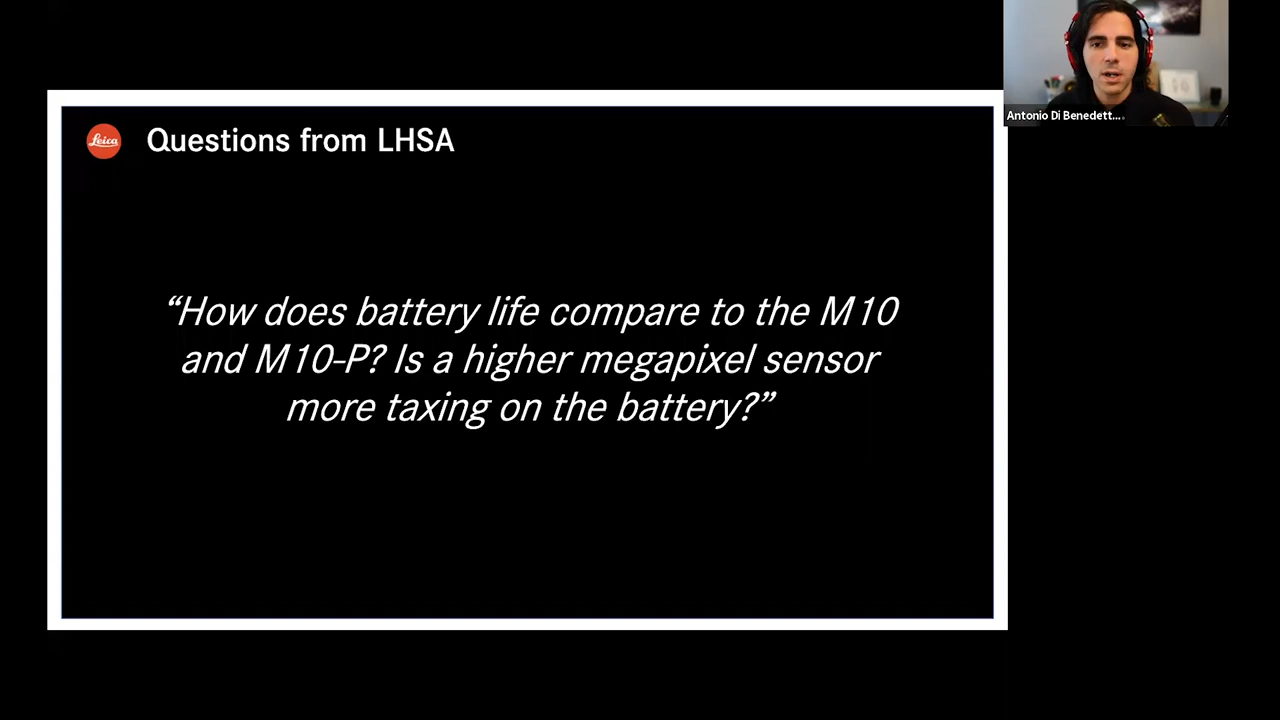 Leica
Questions from LHSA
Antonio Di Benedett...
“How does battery life compare to the M10
and M10-P? Is a higher megapixel sensor
more taxing on the battery?”